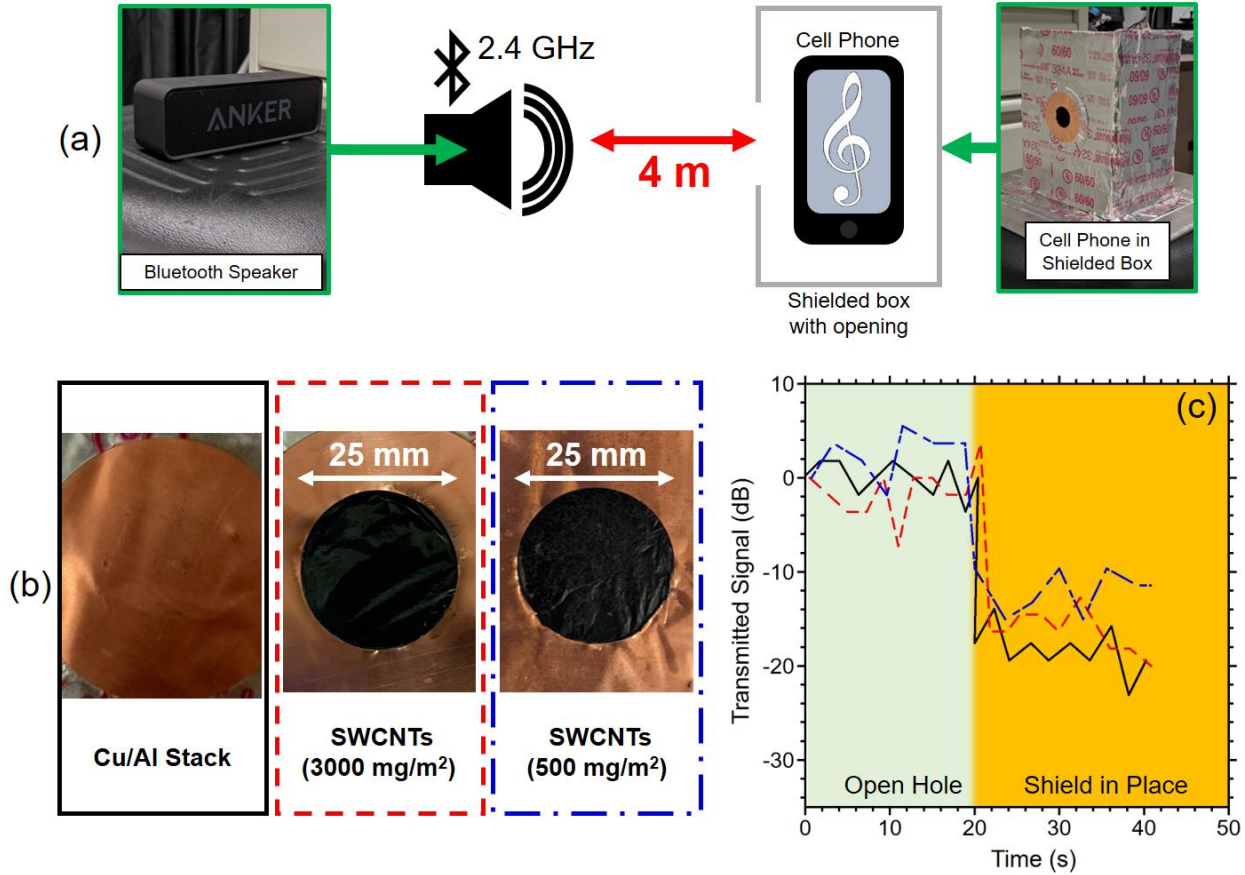 (a)
ANKER
Bluetooth Speaker
2.4 GHz
4 m
Cell Phone
Shielded box
with opening
324A
60/60
Cell Phone in
Shielded Box
(b)
25 mm
25 mm
Cu/Al Stack
SWCNTs
(3000 mg/m²)
SWCNTs
(500 mg/m²)
(c)
Transmitted Signal (dB)
10
0
-10
-20
-30
Open Hole
Shield in Place
0
10
20
30
40
50
Time (s)